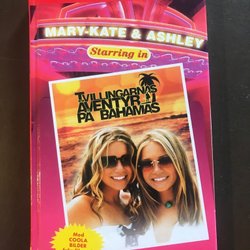 MARY-KATE & ASHLEY
Starring in
TVILLINGARNAS
ÄVENTYR
PÅ BAHAMAS
Med
COOLA
BILDER